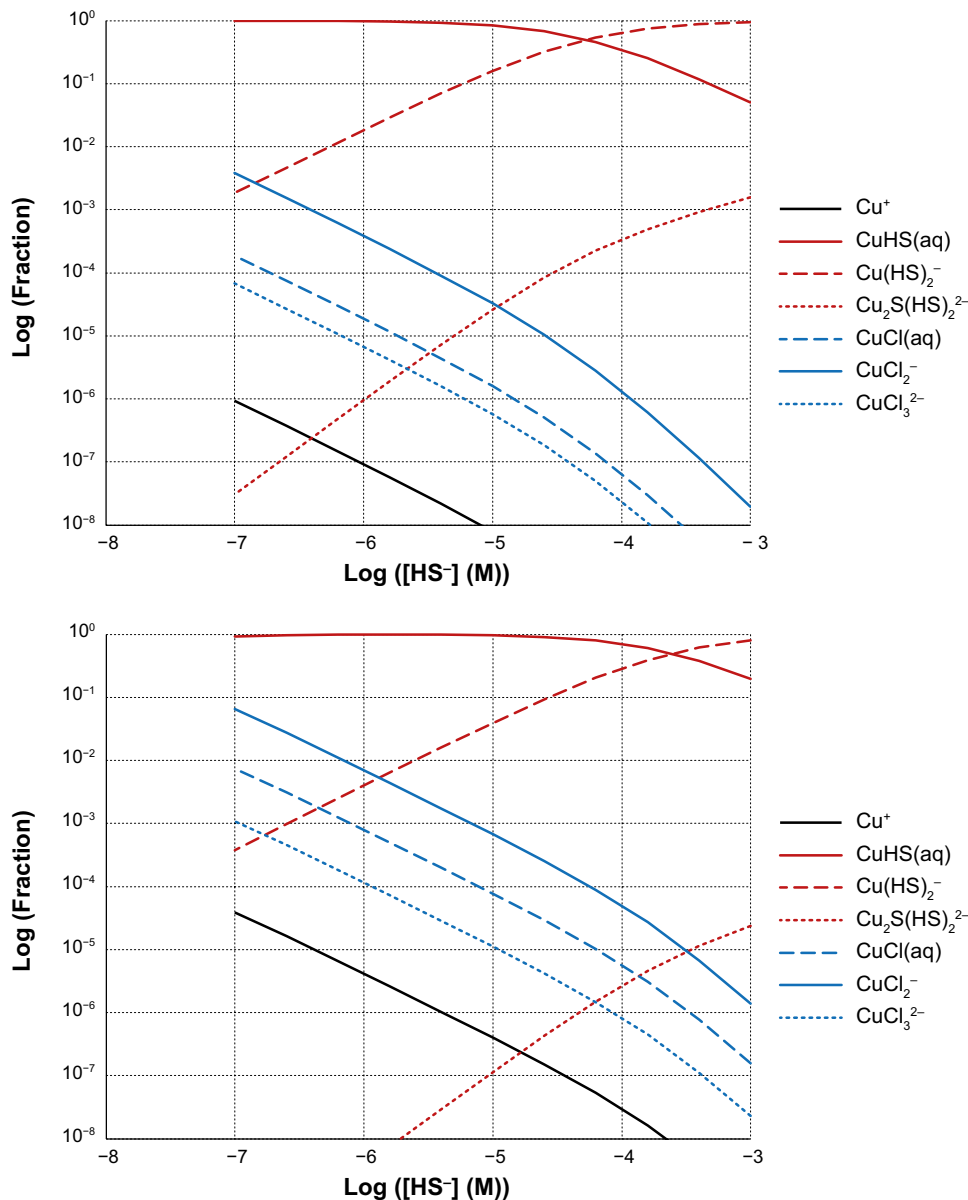 10⁰
10⁻¹
10⁻²
10⁻³
10⁻⁴
10⁻⁵
10⁻⁶
10⁻⁷
10⁻⁸
Log (Fraction)
−8 −7 −6 −5 −4 − 3
Log ([HS⁻] (M))
Cu⁺
CuHS(aq)
Cu(HS)₂⁻
Cu₂S(HS)₂²⁻
CuCl(aq)
CuCl₂⁻
CuCl₃²⁻
10⁰
10⁻¹
10⁻²
10⁻³
10⁻⁴
10⁻⁵
10⁻⁶
10⁻⁷
10⁻⁸
Log (Fraction)
−8 −7 −6 −5 −4 −3
Log ([HS⁻] (M))
Cu⁺
CuHS(aq)
Cu(HS)₂⁻
Cu₂S(HS)₂²⁻
CuCl(aq)
CuCl₂⁻
CuCl₃²⁻